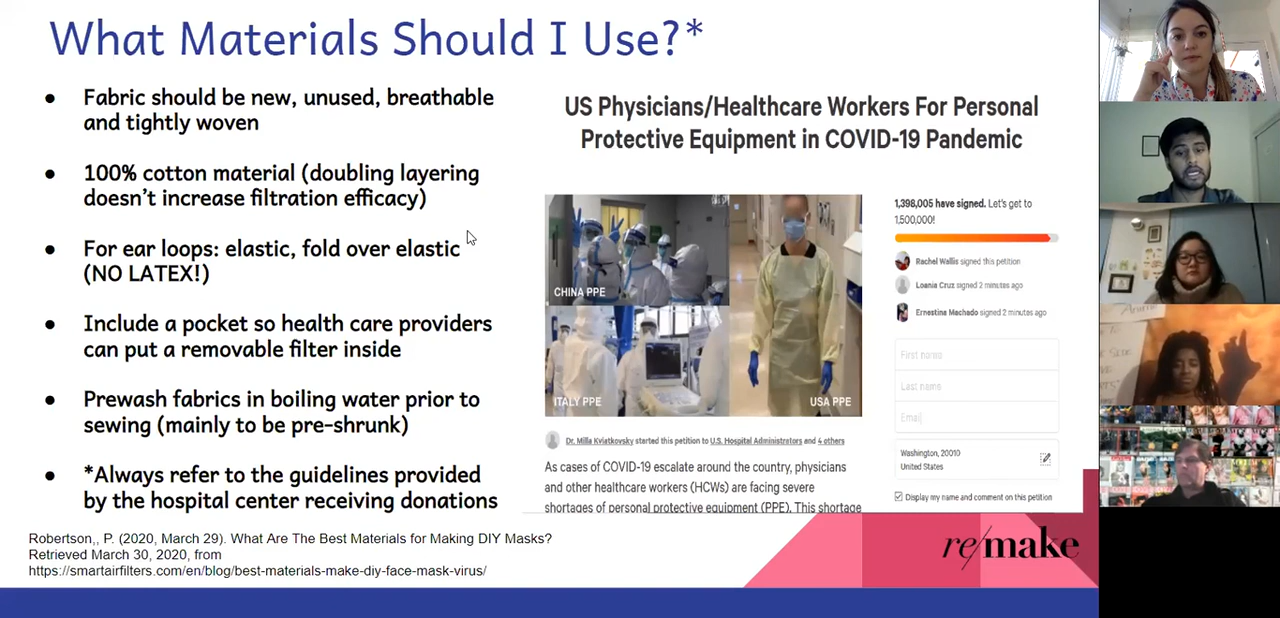 What Materials Should I Use?*
● Fabric should be new, unused, breathable
and tightly woven
● 100% cotton material (doubling layering
doesn't increase filtration efficacy)
● For ear loops: elastic, fold over elastic
(NO LATEX!)
● Include a pocket so health care providers
can put a removable filter inside
● Prewash fabrics in boiling water prior to
sewing (mainly to be pre-shrunk)
● *Always refer to the guidelines provided
by the hospital center receiving donations
Robertson,, P. (2020, March 29). What Are The Best Materials for Making DIY Masks?
Retrieved March 30, 2020, from
https://smartairfilters.com/en/blog/best-materials-make-diy-face-mask-virus/
US Physicians/Healthcare Workers For Personal
Protective Equipment in COVID-19 Pandemic
CHINA PPE
ITALY PPE
USA PPE
1,398,005 have signed. Let's get to
1,500,000!
Rachel Wallis signed this petition
Loania Cruz signed 2 minutes ago
Ernestina Machado signed 2 minutes ago
First name
Last name
Email
Washington, 20010
United States
Display my name and comment on this petition
Dr. Milla Kviatkovsky started this petition to U.S. Hospital Administrators and 4 others
As cases of COVID-19 escalate around the country, physicians
and other healthcare workers (HCWs) are facing severe
shortages of personal protective equipment (PPE). This shortage
re/make